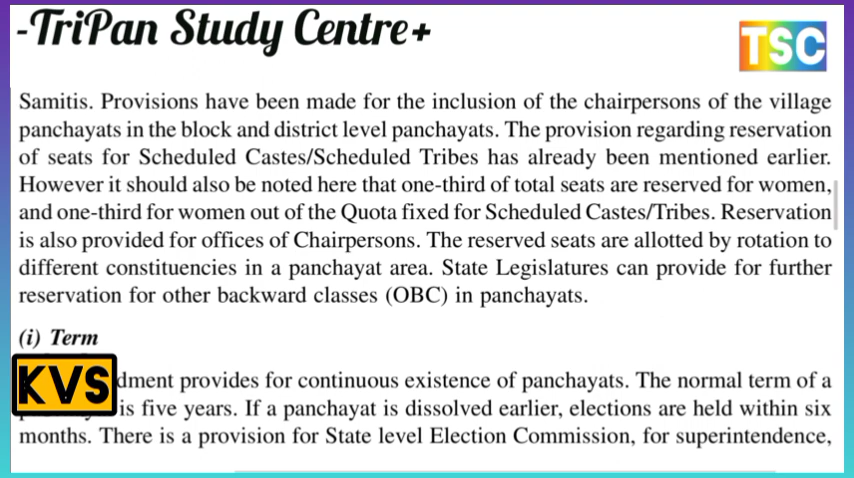 -TriPan Study Centre+
TSC
Samitis. Provisions have been made for the inclusion of the chairpersons of the village
panchayats in the block and district level panchayats. The provision regarding reservation
of seats for Scheduled Castes/Scheduled Tribes has already been mentioned earlier.
However it should also be noted here that one-third of total seats are reserved for women,
and one-third for women out of the Quota fixed for Scheduled Castes/Tribes. Reservation
is also provided for offices of Chairpersons. The reserved seats are allotted by rotation to
different constituencies in a panchayat area. State Legislatures can provide for further
reservation for other backward classes (OBC) in panchayats.
(i) Term
KVS
dment provides for continuous existence of panchayats. The normal term of a
is five years. If a panchayat is dissolved earlier, elections are held within six
months. There is a provision for State level Election Commission, for superintendence,